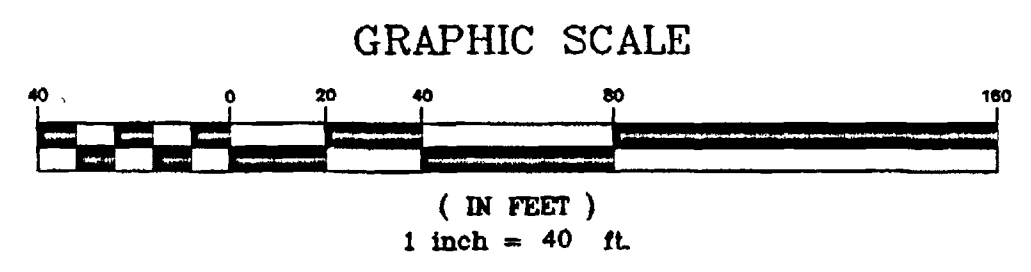 GRAPHIC SCALE
40 0 20 40 80 160
( IN FEET )
1 inch = 40 ft.